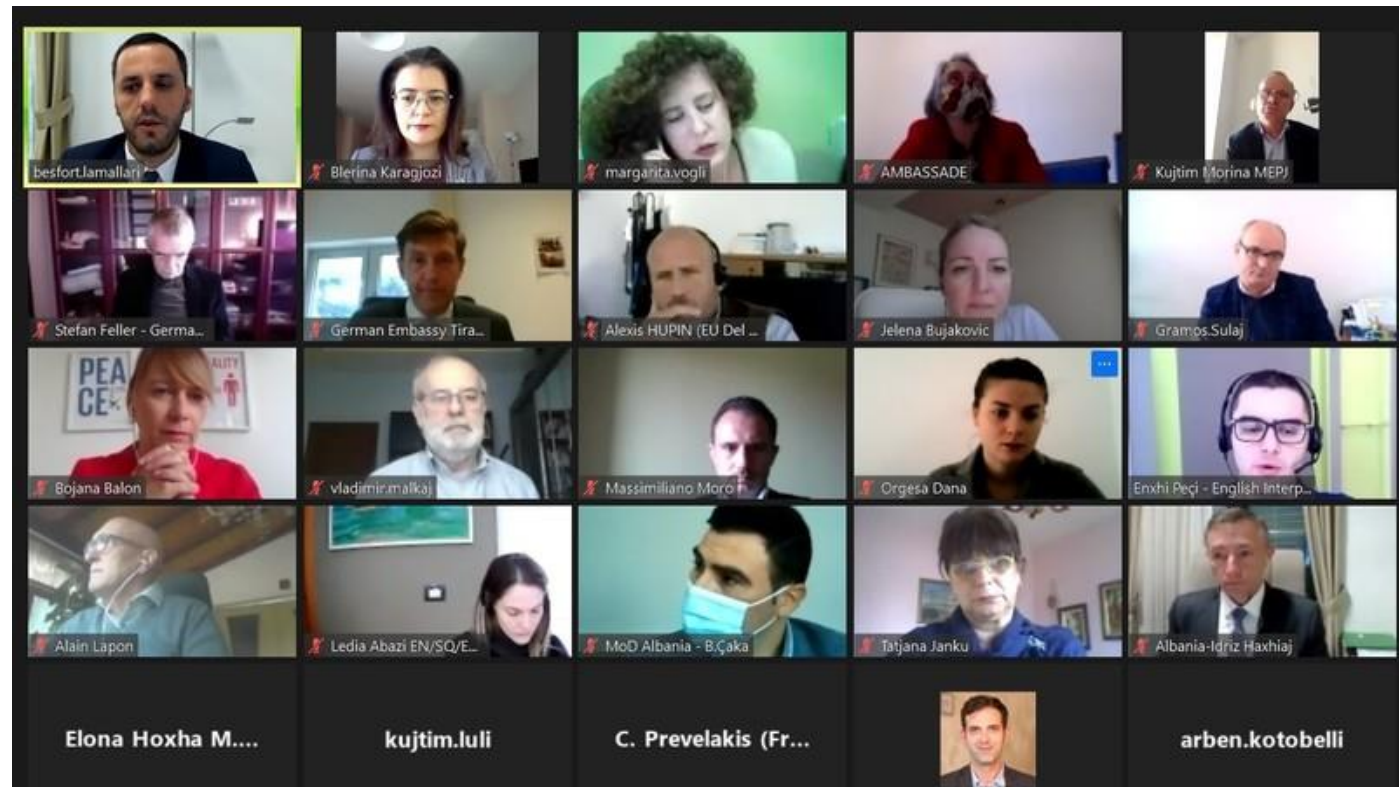 besfort.lamallari
Blerina Karagjozi
margarita.vogli
AMBASSADE
Kujtim Morina MEPJ
Stefan Feller - Germa...
German Embassy Tira...
Alexis HUPIN (EU Del ...
Jelena Bujakovic
Gramos.Sulaj
PEA
CE
ALITY
Bojana Balon
vladimir.malkaj
Massimiliano Moro
Orgesa Dana
Enxhi Peçi - English Interp...
Alain Lapon
Ledia Abazi EN/SQ/E...
MoD Albania - B.Çaka
Tatjana Janku
Albania-Idriz Haxhiaj
Elona Hoxha M....
kujtim.luli
C. Prevelakis (Fr...
arben.kotobelli